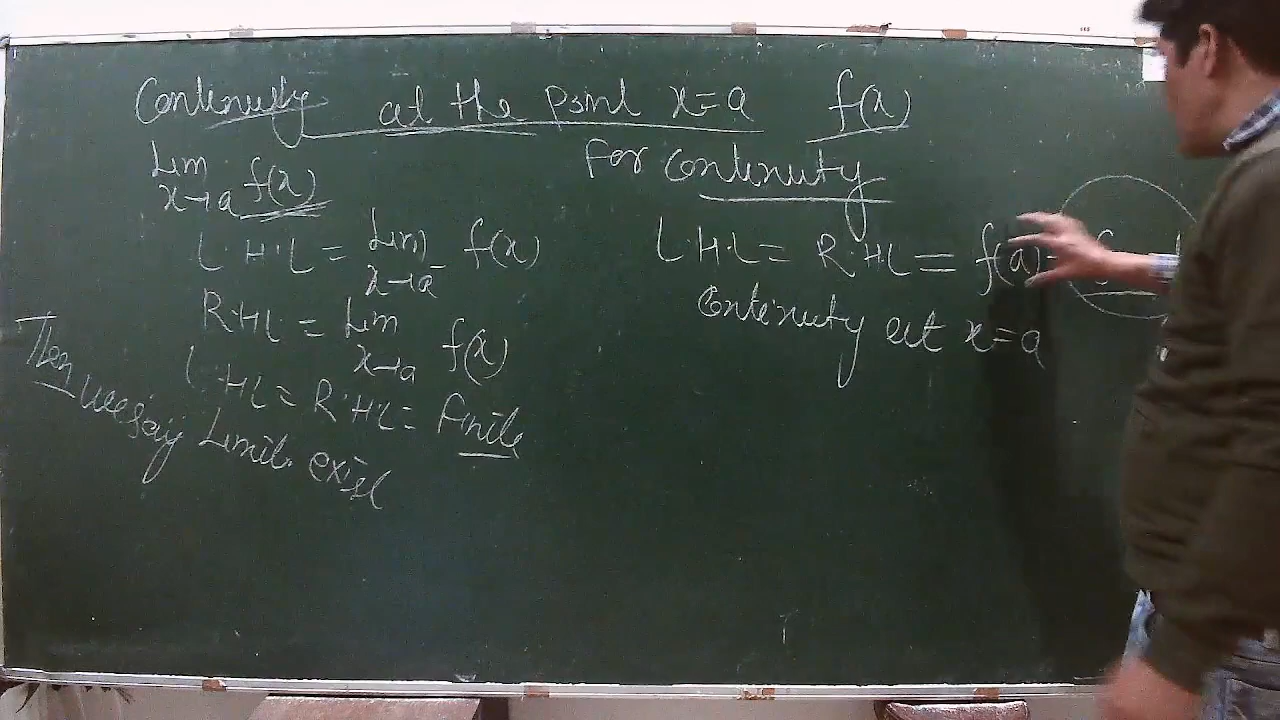 Continuity at the point x=a f(x)
Lim x→a f(x)
L.H.L = Lim x→a⁻ f(x)
R.H.L = Lim x→a f(x)
L.H.L = R.H.L = finite
Then we say Limit exist
For Continuity
L.H.L = R.H.L = f(a)
Continuity at x=a